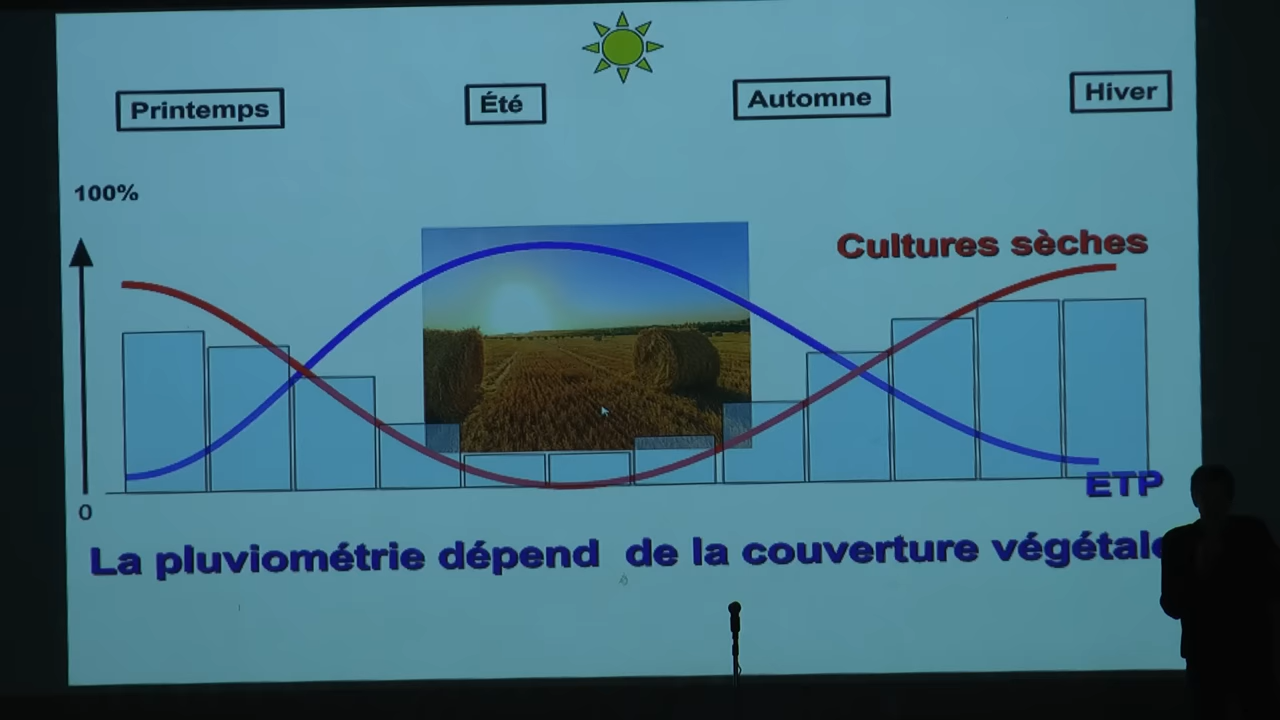 Printemps
Été
Automne
Hiver
100%
Cultures sèches
0
ETP
La pluviométrie dépend de la couverture végétale